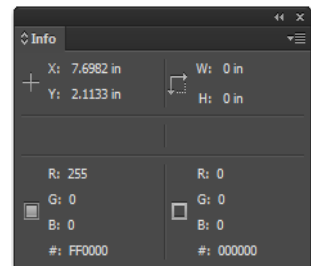 Info
X: 7.6982 in
Y: 2.1133 in
W: 0 in
H: 0 in
R: 255
G: 0
B: 0
#: FF0000
R: 0
G: 0
B: 0
#: 000000